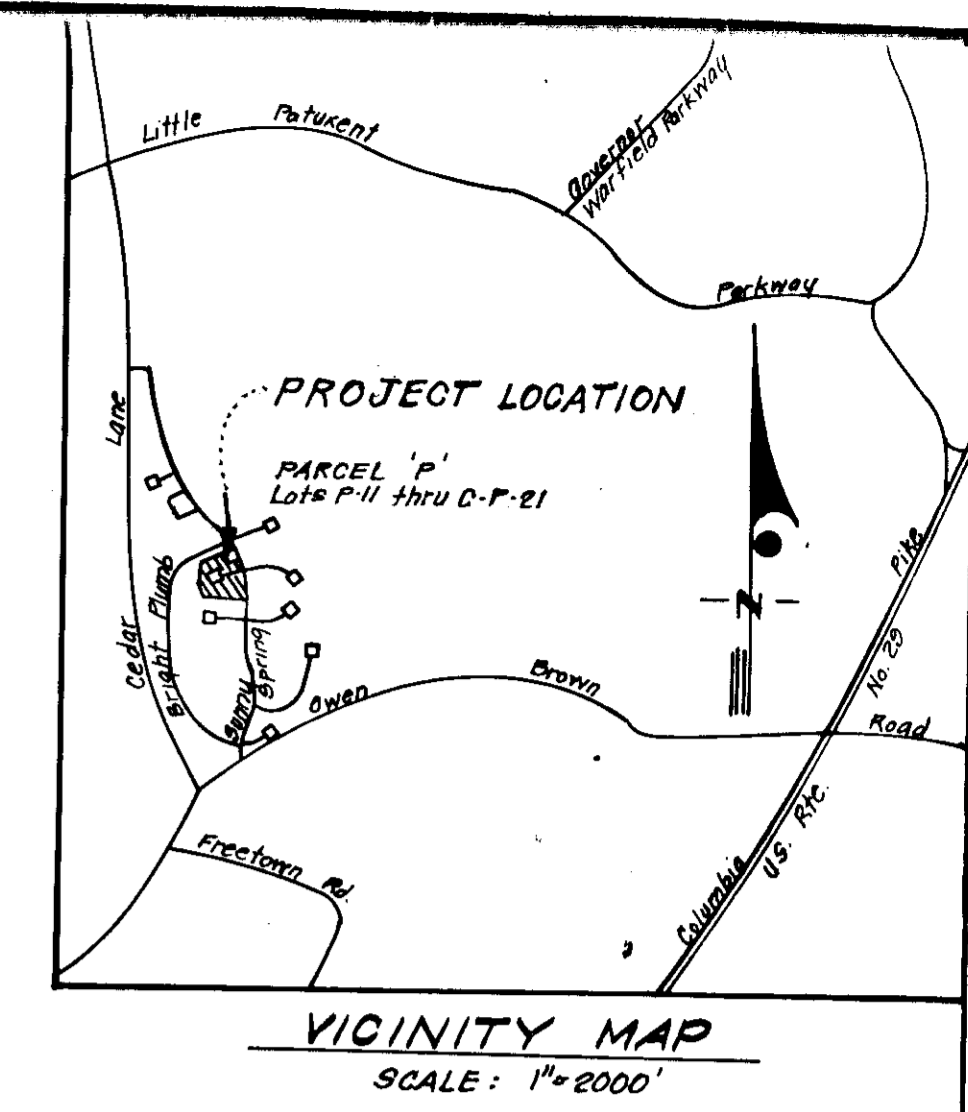 Little Patuxent Parkway
Governor
Warfield Parkway
PROJECT LOCATION
PARCEL 'P'
Lots P-11 thru C-P-21
Cedar Lane
Bright Plumb
Sunny Spring
Owen Brown Road
N
Columbia Pike
U.S. Rte. No. 29
Freetown Rd.
VICINITY MAP
SCALE: 1"=2000'